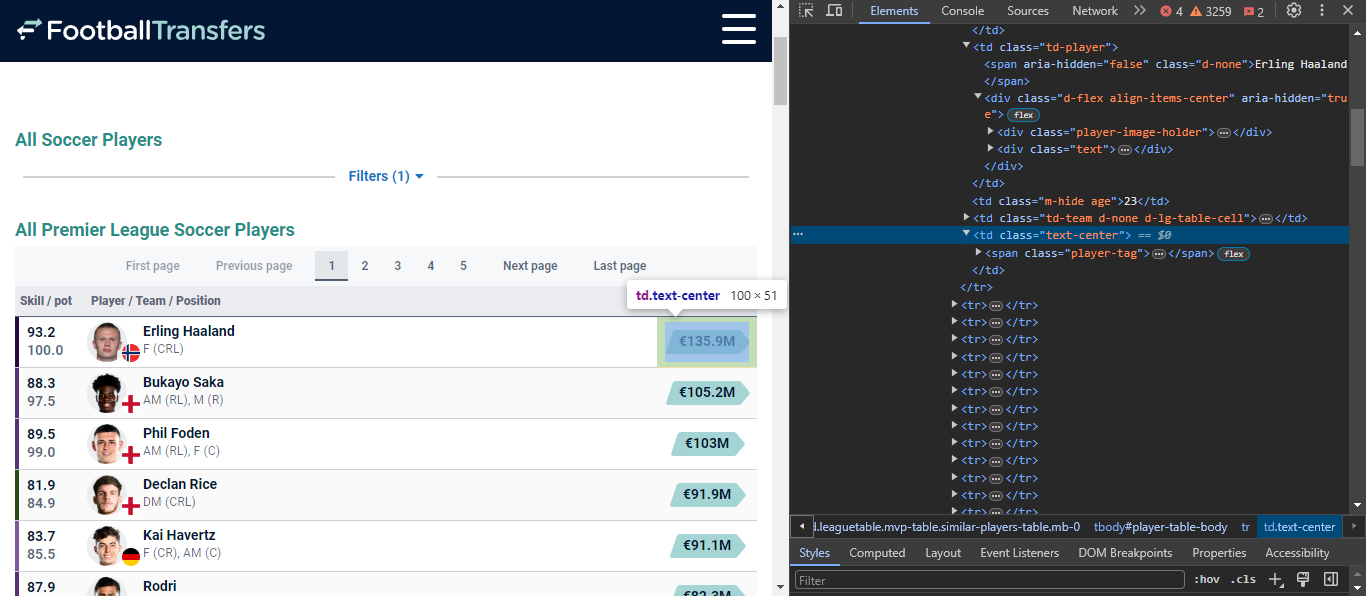 FootballTransfers
All Soccer Players
Filters (1)
All Premier League Soccer Players
First page Previous page 1 2 3 4 5 Next page Last page
Skill / pot Player / Team / Position
td.text-center 100 × 51
93.2 Erling Haaland €135.9M
100.0 F (CRL)
88.3 Bukayo Saka €105.2M
97.5 AM (RL), M (R)
89.5 Phil Foden €103M
99.0 AM (RL), F (C)
81.9 Declan Rice €91.9M
84.9 DM (CRL)
83.7 Kai Havertz €91.1M
85.5 F (CR), AM (C)
87.9 Rodri €82.3M
Elements Console Sources Network 4 3259 2
</td>
<td class="td-player">
<span aria-hidden="false" class="d-none">Erling Haaland
</span>
<div class="d-flex align-items-center" aria-hidden="tru
e"> flex
<div class="player-image-holder"> … </div>
<div class="text"> … </div>
</div>
</td>
<td class="m-hide age">23</td>
<td class="td-team d-none d-lg-table-cell"> … </td>
… <td class="text-center"> == $0
<span class="player-tag"> … </span> flex
</td>
</tr>
<tr> … </tr>
<tr> … </tr>
<tr> … </tr>
<tr> … </tr>
<tr> … </tr>
<tr> … </tr>
<tr> … </tr>
<tr> … </tr>
<tr> … </tr>
<tr> … </tr>
<tr> … </tr>
<tr> … </tr>
<tr> … </tr>
.leaguetable.mvp-table.similar-players-table.mb-0 tbody#player-table-body tr td.text-center
Styles Computed Layout Event Listeners DOM Breakpoints Properties Accessibility
Filter :hov .cls